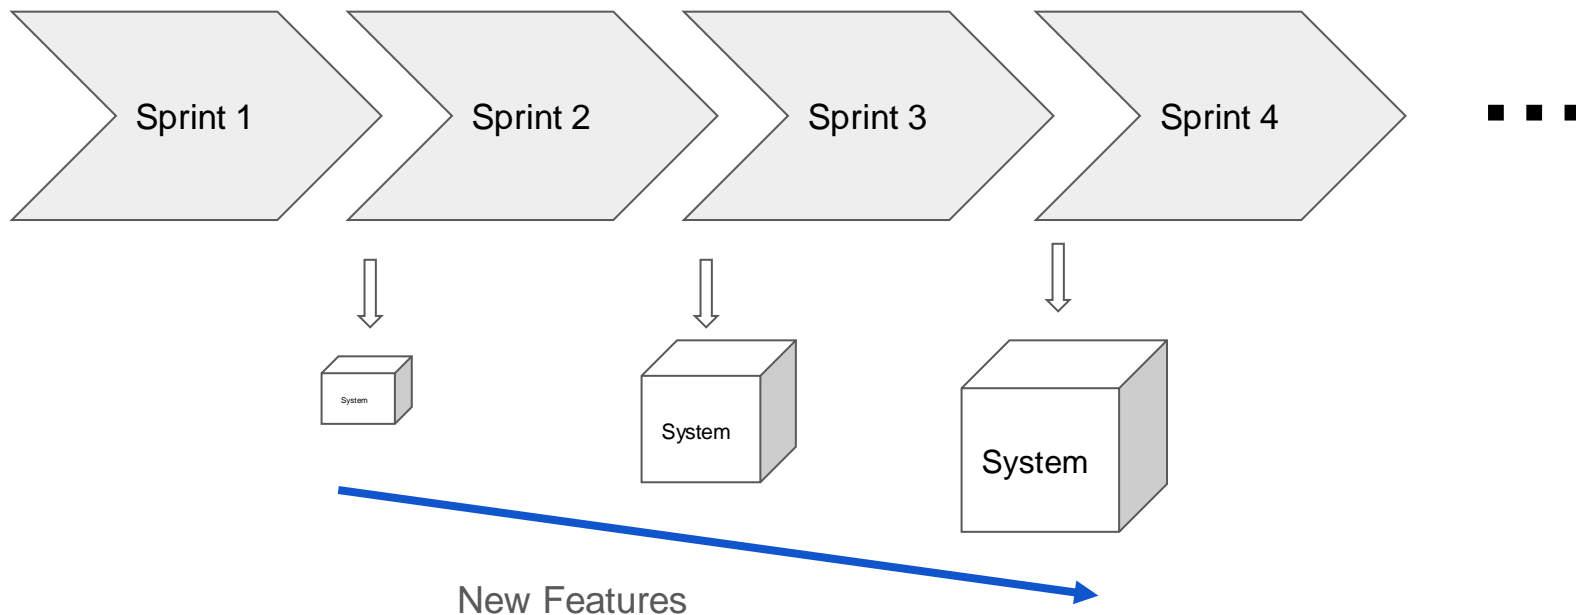 Sprint 1
Sprint 2
Sprint 3
Sprint 4
...
System
System
System
New Features